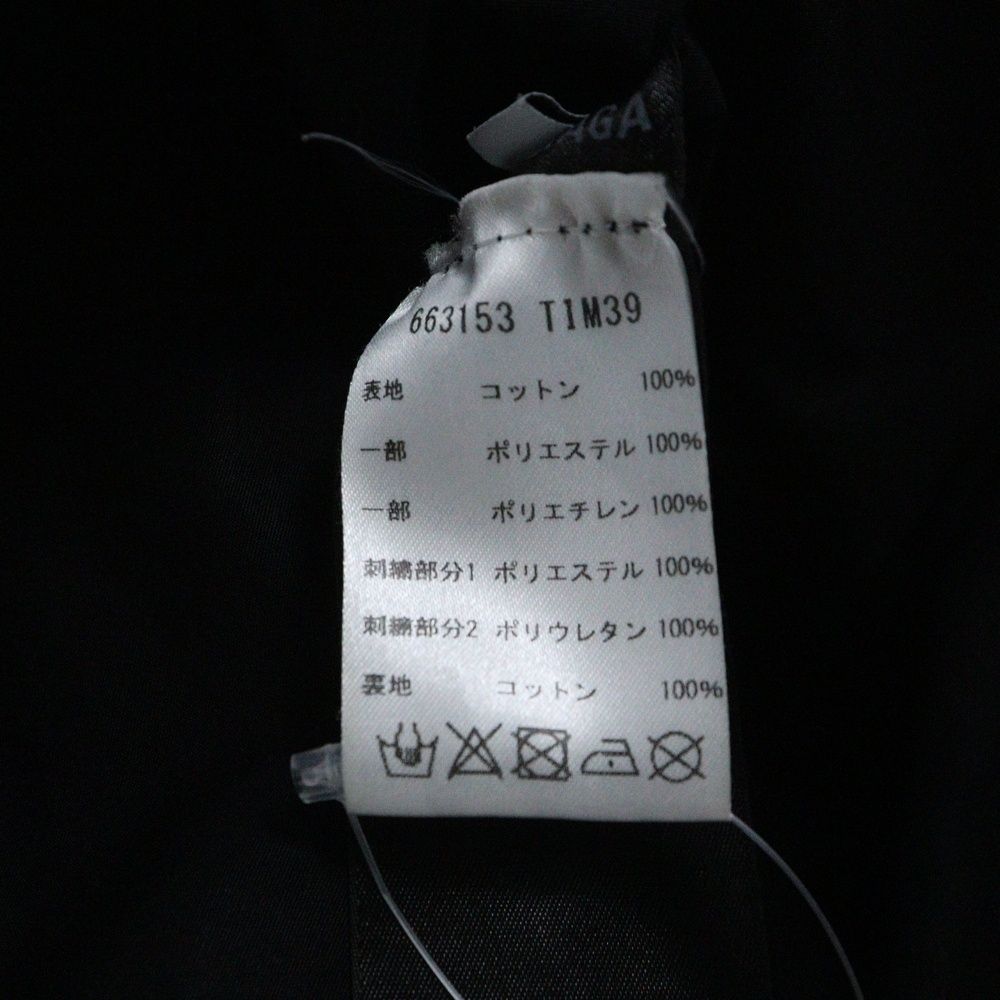 663153 T1M39
表地 コットン 100%
一部 ポリエステル 100%
一部 ポリエチレン 100%
刺繍部分1 ポリエステル 100%
刺繍部分2 ポリウレタン 100%
裏地 コットン 100%